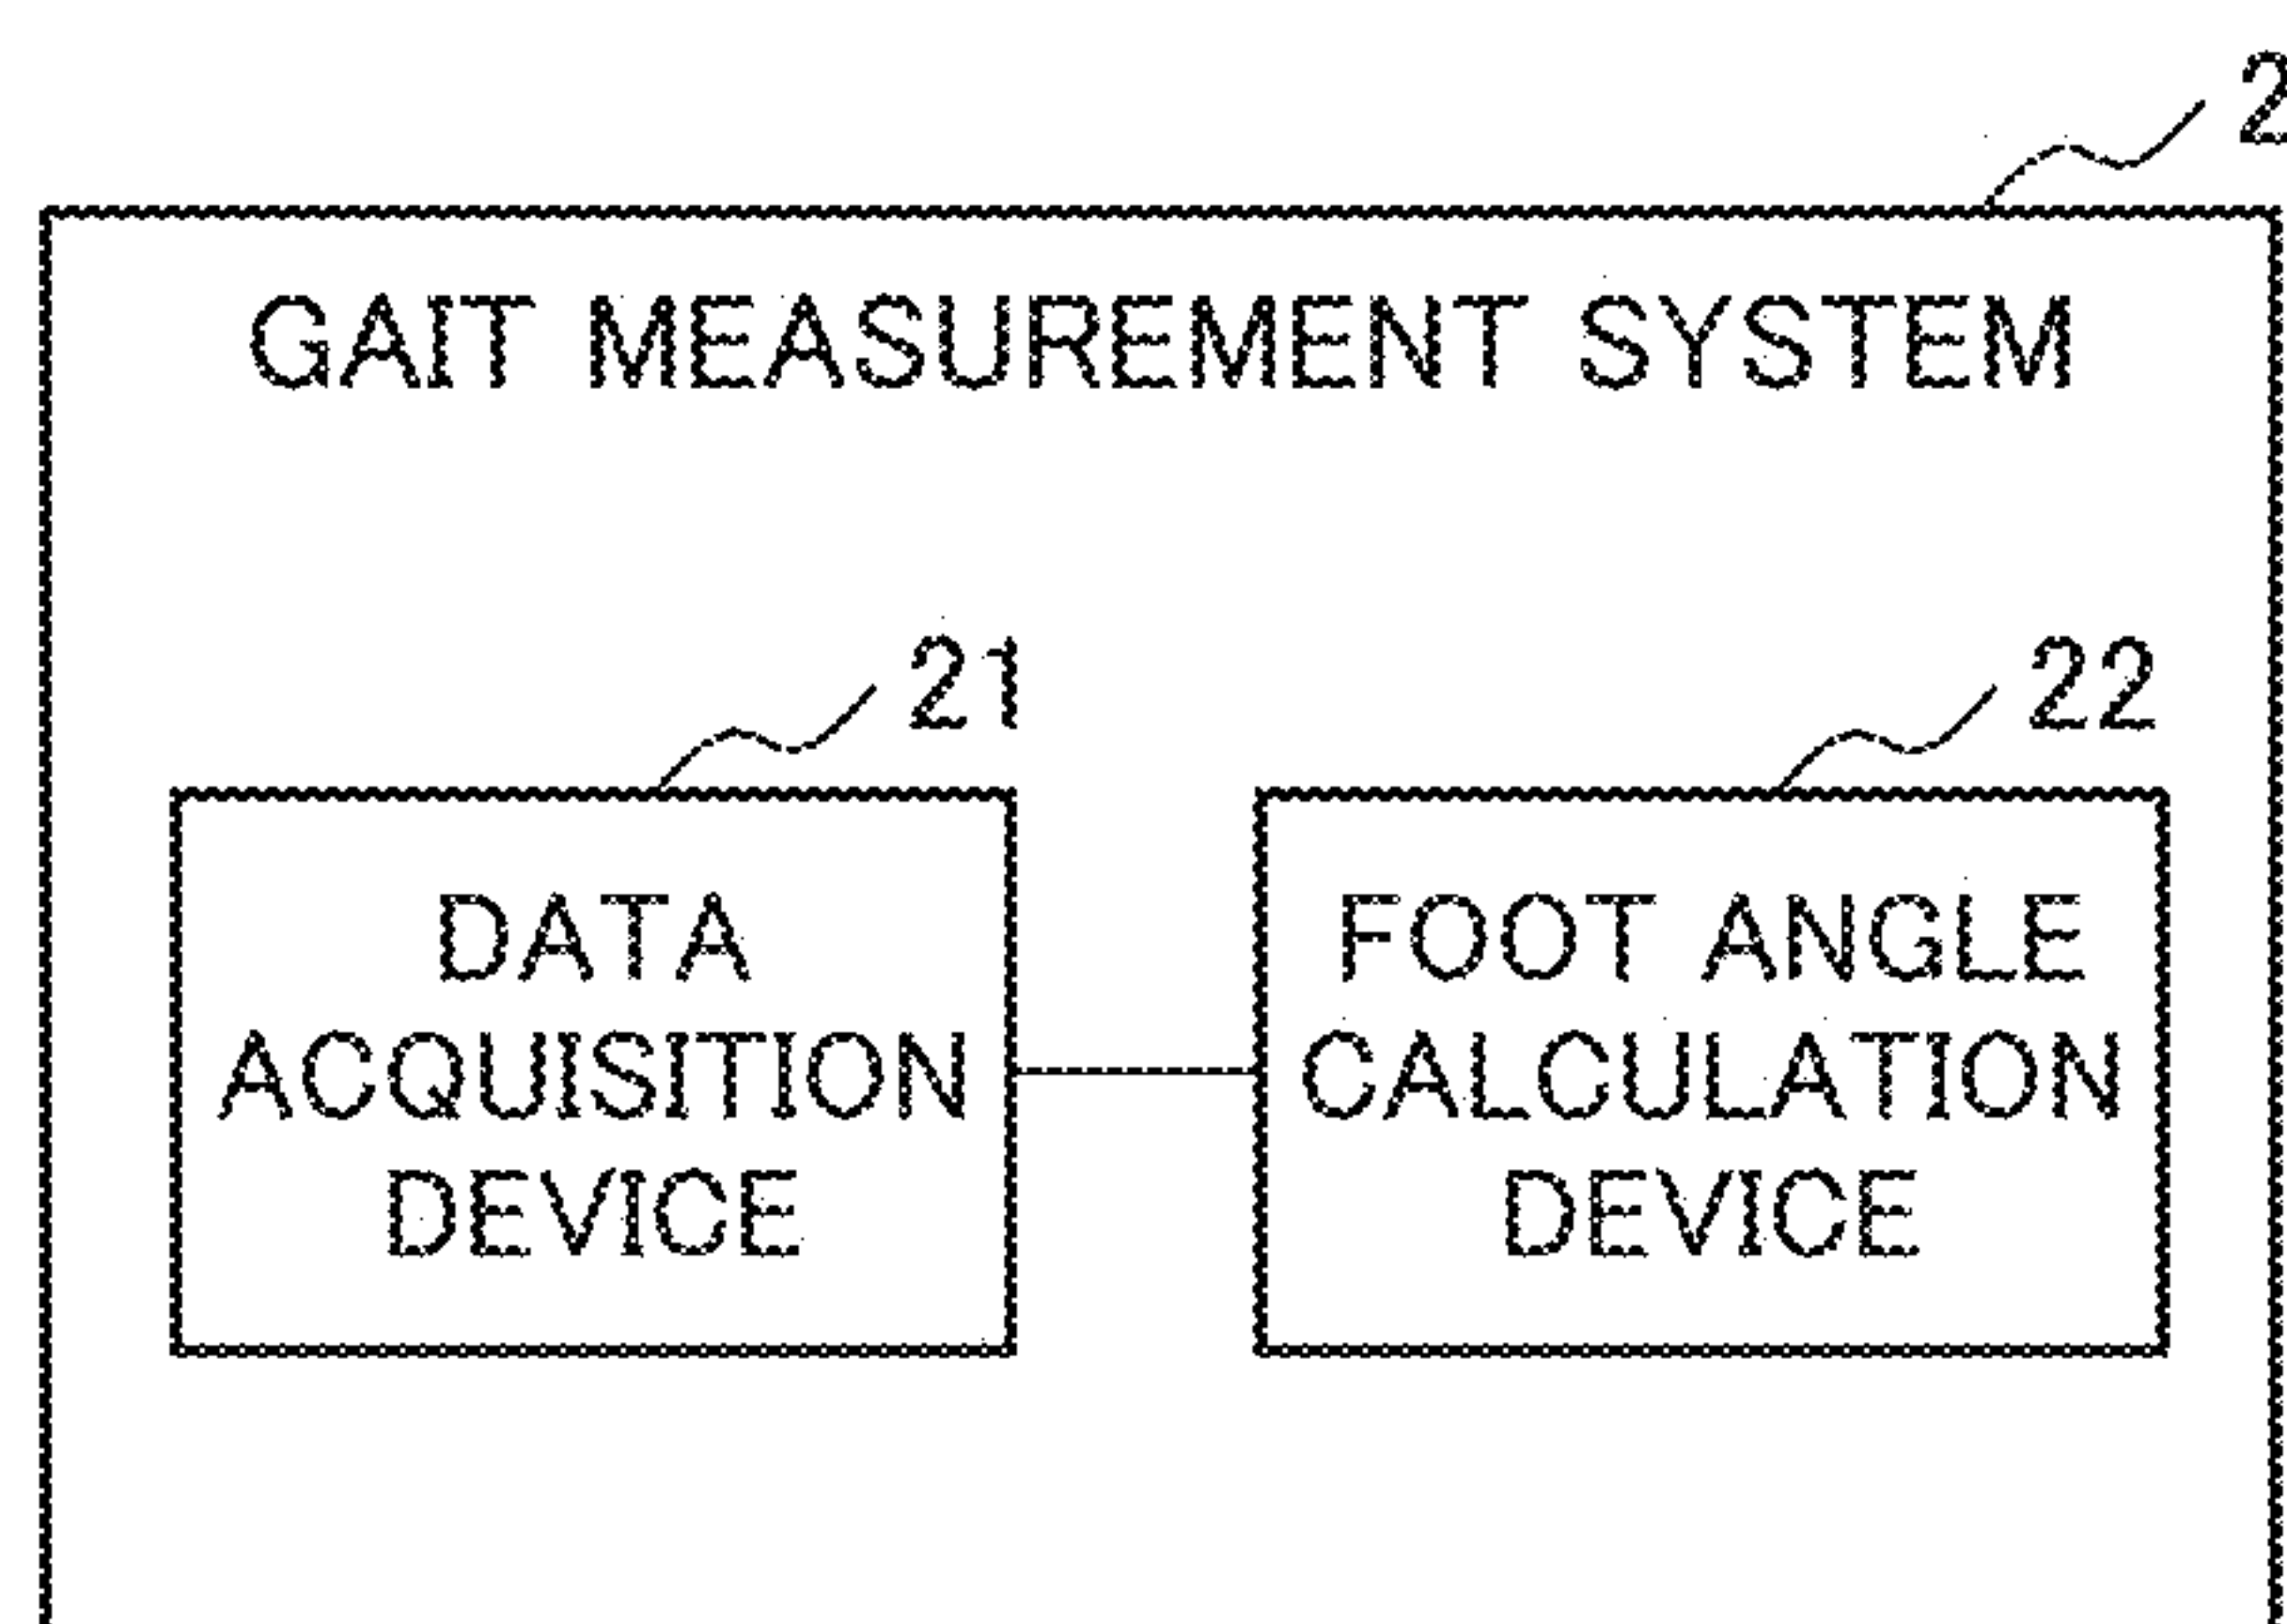 2
GAIT MEASUREMENT SYSTEM
21
22
DATA
ACQUISITION
DEVICE
FOOT ANGLE
CALCULATION
DEVICE